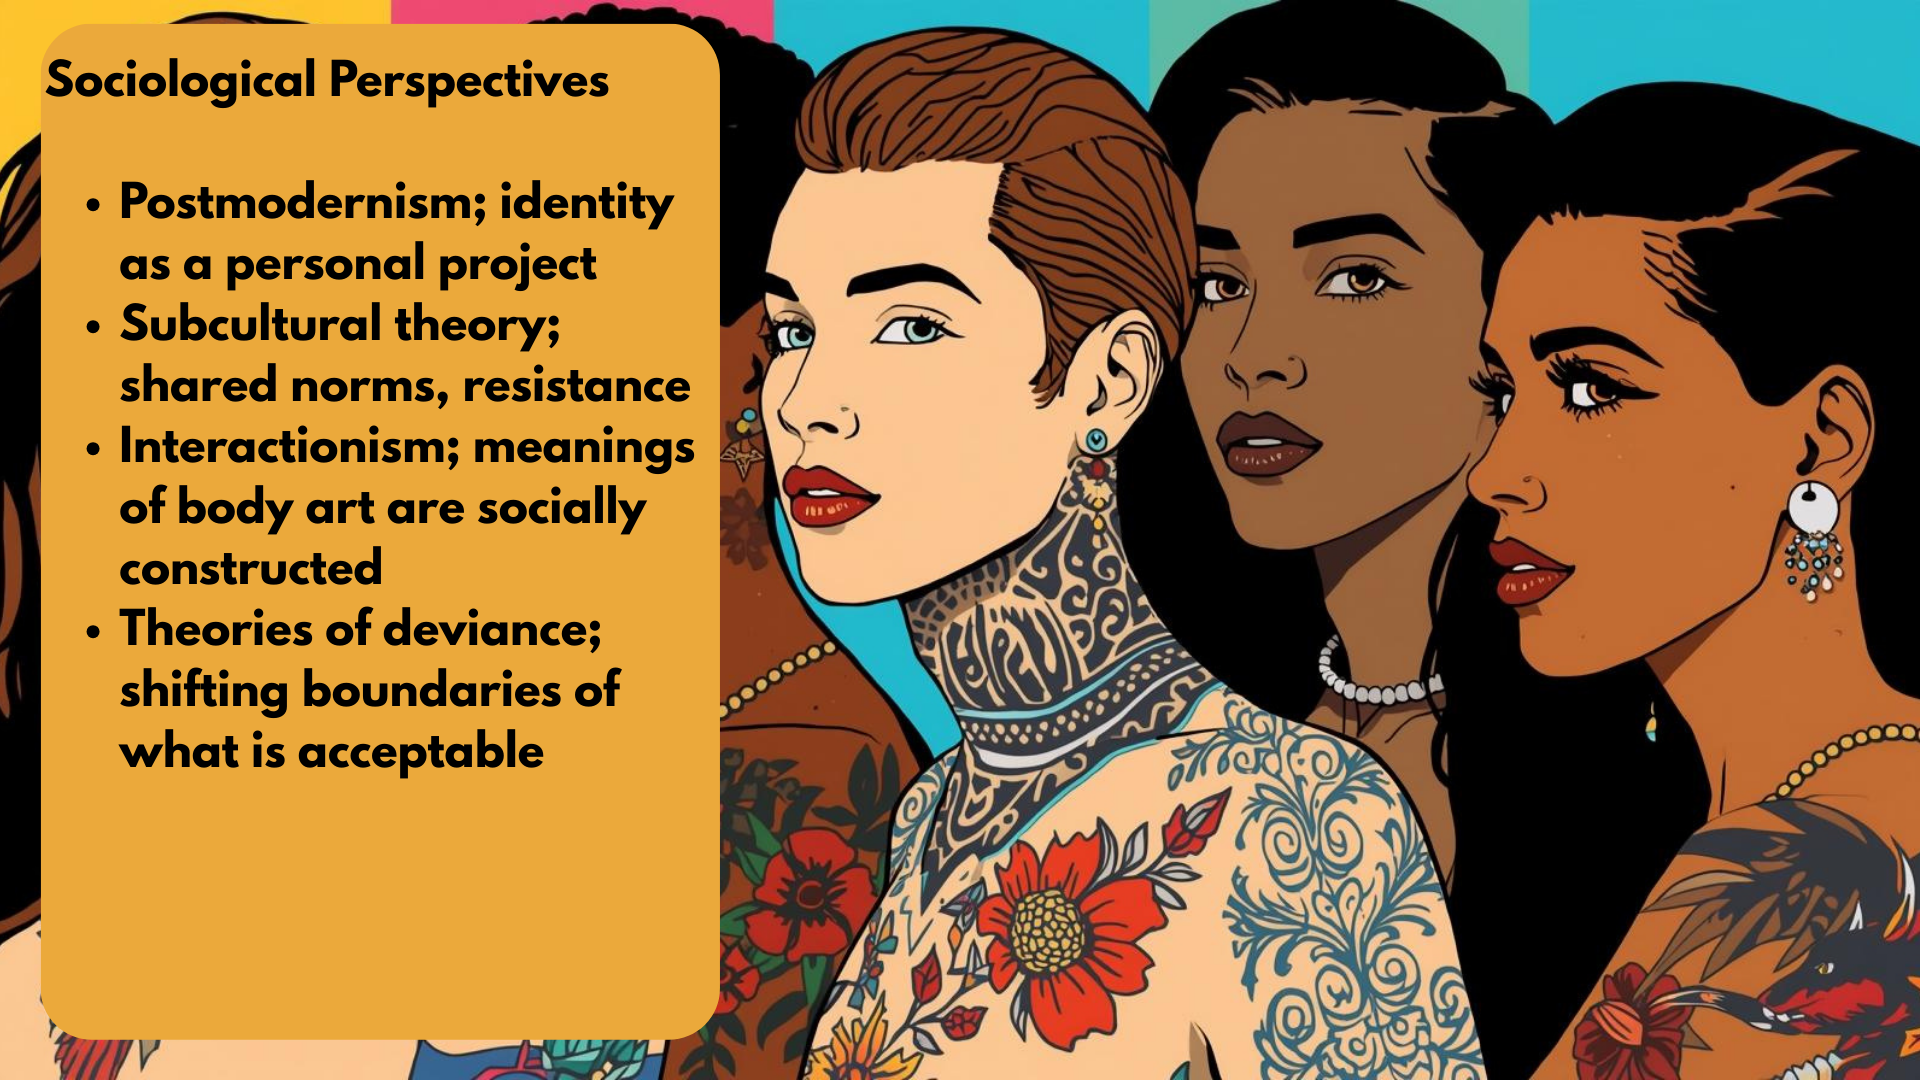 Sociological Perspectives
• Postmodernism; identity
as a personal project
• Subcultural theory;
shared norms, resistance
• Interactionism; meanings
of body art are socially
constructed
• Theories of deviance;
shifting boundaries of
what is acceptable